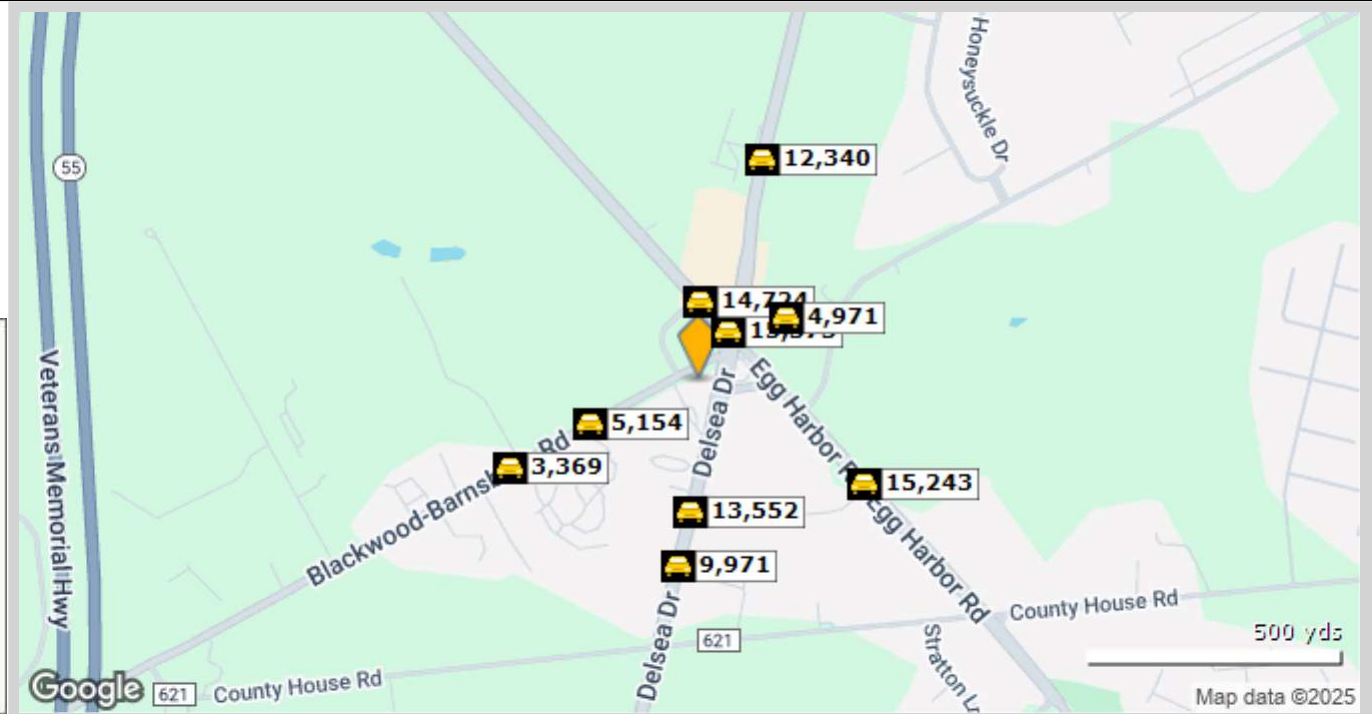 Honeysuckle Dr
55
12,340
14,724
4,971
Egg Harbor Rd
Delsea Dr
5,154
3,369
15,243
Blackwood-Barnsboro Rd
13,552
Egg Harbor Rd
9,971
Veterans Memorial Hwy
County House Rd
621
500 yds
Delsea Dr
Stratton Ln
Google
621
County House Rd
Map data ©2025